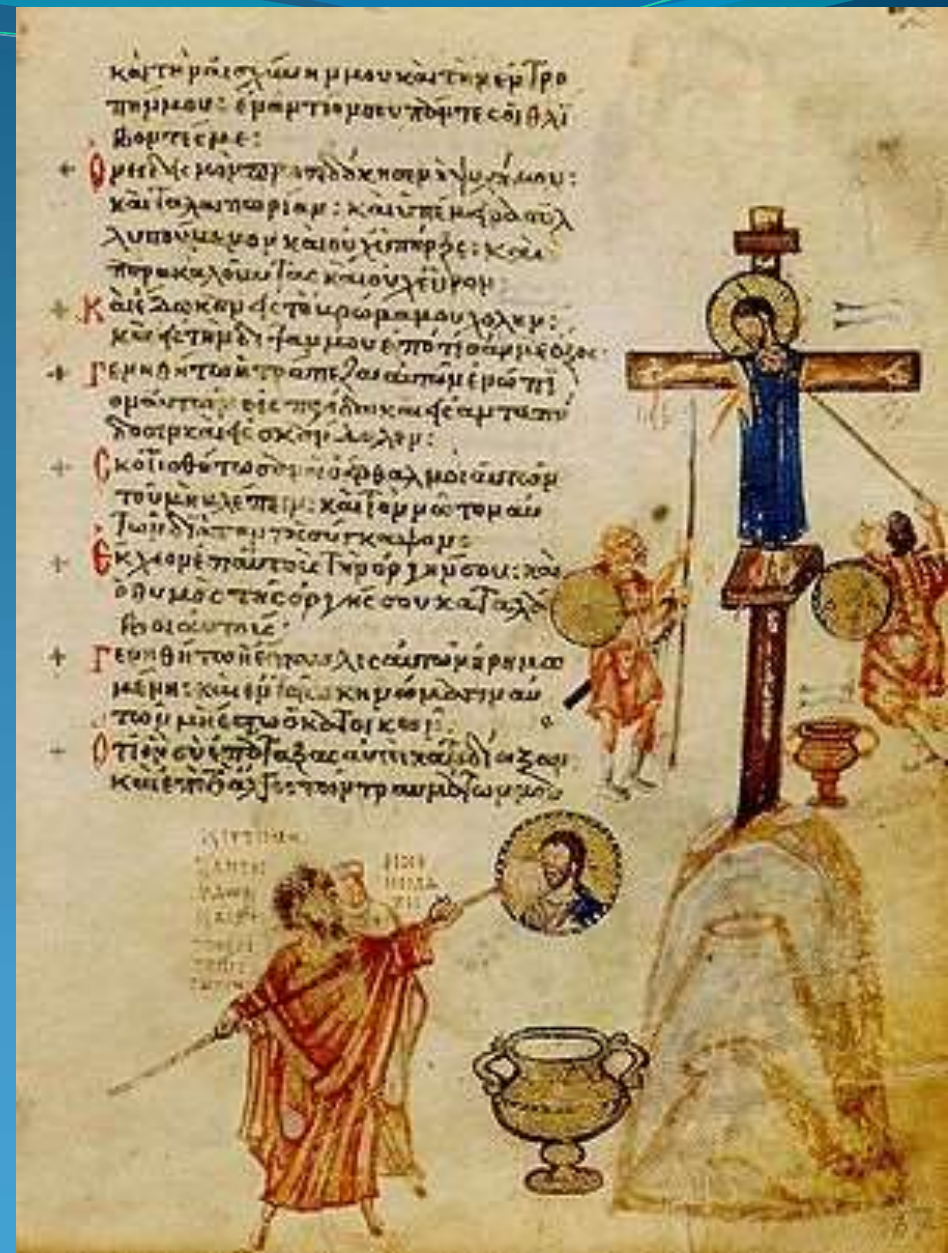 καὶ τὴν αἰσχύνην μου καὶ τὴν ἐντρο
πήν μου: ἐναντίον σου πάντες οἱ θλί
βοντές με:
Ὀνειδισμὸν προσεδόκησεν ἡ ψυχή μου:
καὶ ταλαιπωρίαν: καὶ ὑπέμεινα συλ
λυπούμενον καὶ οὐχ ὑπῆρξε: καὶ
παρακαλοῦντας καὶ οὐχ εὗρον:
Καὶ ἔδωκαν εἰς τὸ βρῶμά μου χολήν:
καὶ εἰς τὴν δίψαν μου ἐπότισάν με ὄξος:
Γενηθήτω ἡ τράπεζα αὐτῶν ἐνώπι
ον αὐτῶν εἰς παγίδα καὶ εἰς ἀνταπό
δοσιν καὶ εἰς σκάνδαλον:
Σκοτισθήτωσαν οἱ ὀφθαλμοὶ αὐτῶν
τοῦ μὴ βλέπειν: καὶ τὸν νῶτον αὐ
τῶν διὰ παντὸς σύγκαμψον:
Ἔκχεον ἐπ' αὐτοὺς τὴν ὀργήν σου: καὶ
ὁ θυμὸς τῆς ὀργῆς σου καταλά
βοι αὐτούς:
Γενηθήτω ἡ ἔπαυλις αὐτῶν ἠρημω
μένη: καὶ ἐν τοῖς σκηνώμασιν αὐ
τῶν μὴ ἔστω ὁ κατοικῶν:
Ὅτι ὃν σὺ ἐπάταξας αὐτοὶ κατεδίωξαν:
καὶ ἐπὶ τὸ ἄλγος τῶν τραυμάτων μου